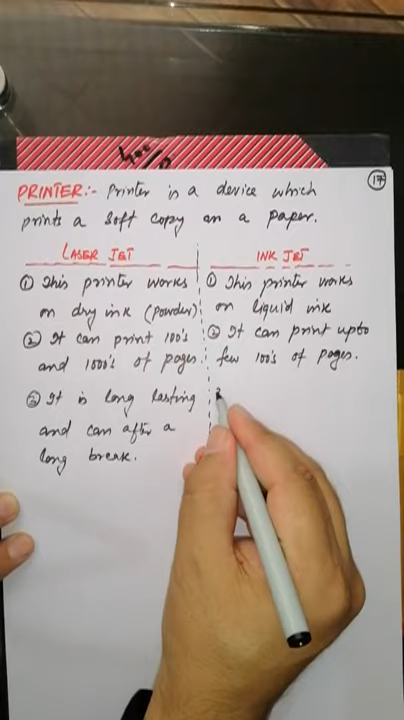 400/0
17
PRINTER:- Printer is a device which
prints a soft copy on a paper.
LASER JET
① This printer works
on dry ink (powder)
② It can print 100's
and 1000's of pages.
② It is long lasting
and can after a
long break.
INK JET
① This printer works
on liquid ink
② It can print upto
few 100's of pages.